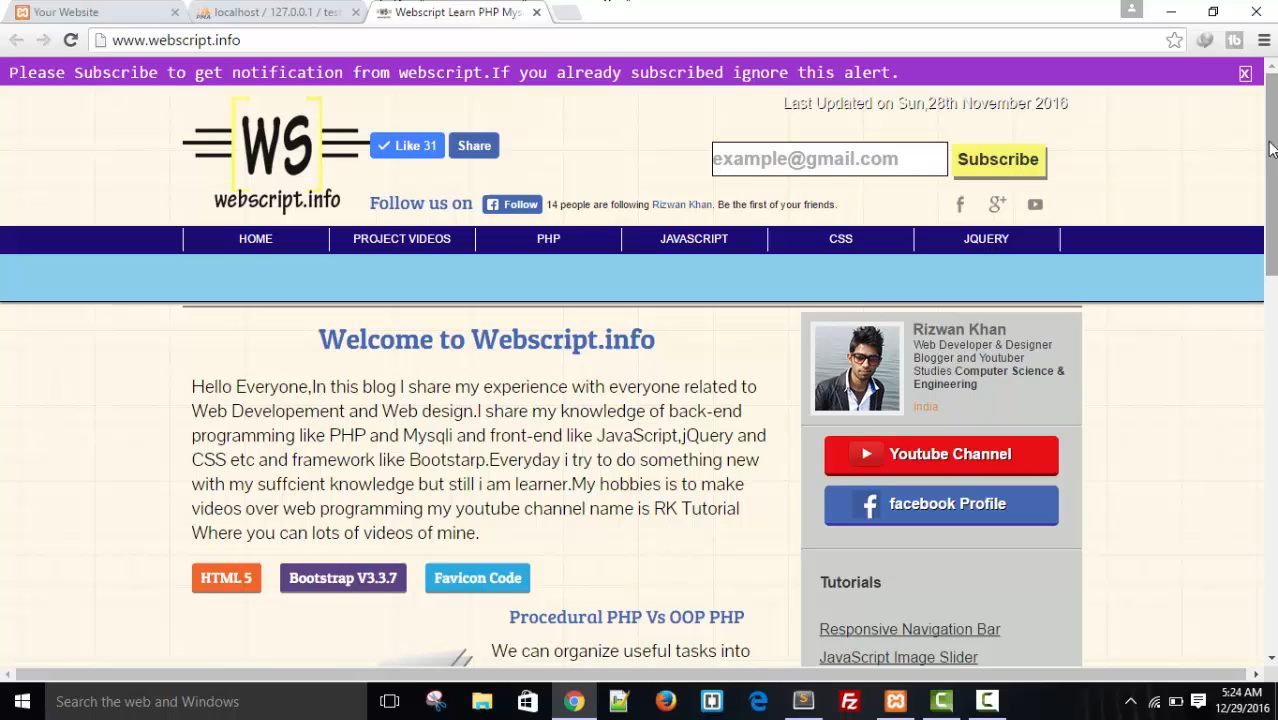 Your Website
localhost / 127.0.0.1 / test
Webscript Learn PHP Mys
www.webscript.info
Please Subscribe to get notification from webscript.If you already subscribed ignore this alert.
X
Last Updated on Sun,28th November 2016
WS
webscript.info
Like 31
Share
example@gmail.com
Subscribe
Follow us on
Follow
14 people are following Rizwan Khan. Be the first of your friends.
HOME
PROJECT VIDEOS
PHP
JAVASCRIPT
CSS
JQUERY
Welcome to Webscript.info
Hello Everyone,In this blog I share my experience with everyone related to
Web Developement and Web design.I share my knowledge of back-end
programming like PHP and Mysqli and front-end like JavaScript,jQuery and
CSS etc and framework like Bootstarp.Everyday i try to do something new
with my suffcient knowledge but still i am learner.My hobbies is to make
videos over web programming my youtube channel name is RK Tutorial
Where you can lots of videos of mine.
HTML 5
Bootstrap V3.3.7
Favicon Code
Procedural PHP Vs OOP PHP
We can organize useful tasks into
Rizwan Khan
Web Developer & Designer
Blogger and Youtuber
Studies Computer Science &
Engineering
India
Youtube Channel
facebook Profile
Tutorials
Responsive Navigation Bar
JavaScript Image Slider
Search the web and Windows
5:24 AM
12/29/2016